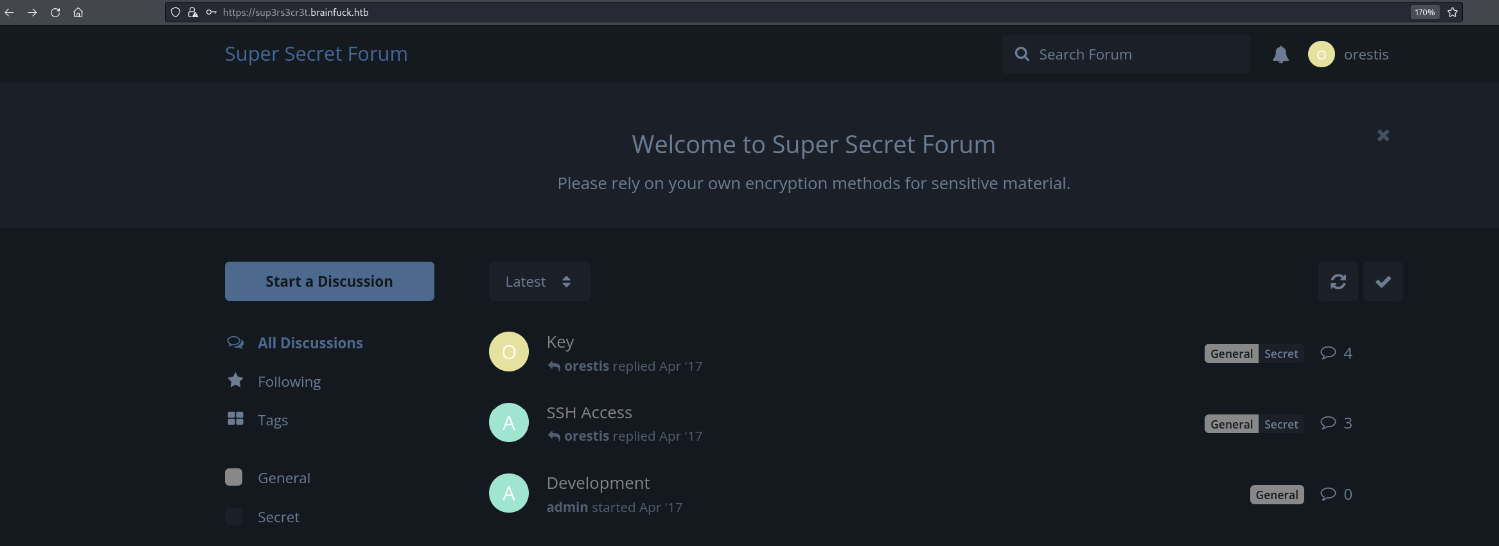 https://sup3rs3cr3t.brainfuck.htb
170%
Super Secret Forum
Search Forum
O orestis
Welcome to Super Secret Forum
Please rely on your own encryption methods for sensitive material.
Start a Discussion
Latest
All Discussions
Following
Tags
General
Secret
O Key
orestis replied Apr '17
General Secret 4
A SSH Access
orestis replied Apr '17
General Secret 3
A Development
admin started Apr '17
General 0